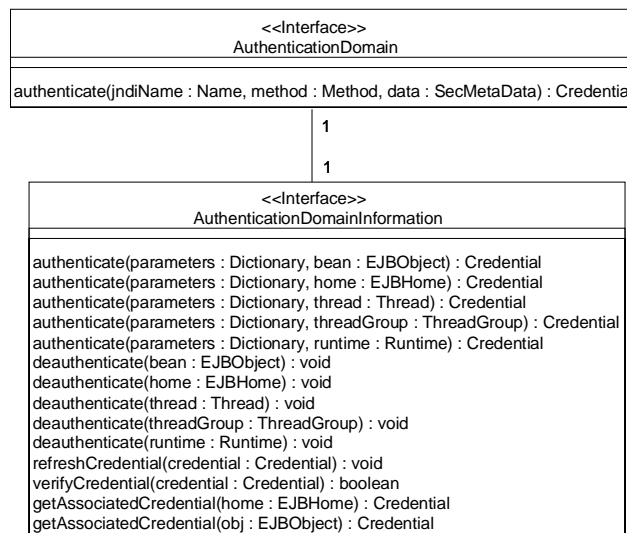 <<Interface>>
AuthenticationDomain
authenticate(jndiName : Name, method : Method, data : SecMetaData) : Credentia
1
1
<<Interface>>
AuthenticationDomainInformation
authenticate(parameters : Dictionary, bean : EJBObject) : Credential
authenticate(parameters : Dictionary, home : EJBHome) : Credential
authenticate(parameters : Dictionary, thread : Thread) : Credential
authenticate(parameters : Dictionary, threadGroup : ThreadGroup) : Credential
authenticate(parameters : Dictionary, runtime : Runtime) : Credential
deauthenticate(bean : EJBObject) : void
deauthenticate(home : EJBHome) : void
deauthenticate(thread : Thread) : void
deauthenticate(threadGroup : ThreadGroup) : void
deauthenticate(runtime : Runtime) : void
refreshCredential(credential : Credential) : void
verifyCredential(credential : Credential) : boolean
getAssociatedCredential(home : EJBHome) : Credential
getAssociatedCredential(obj : EJBObject) : Credential